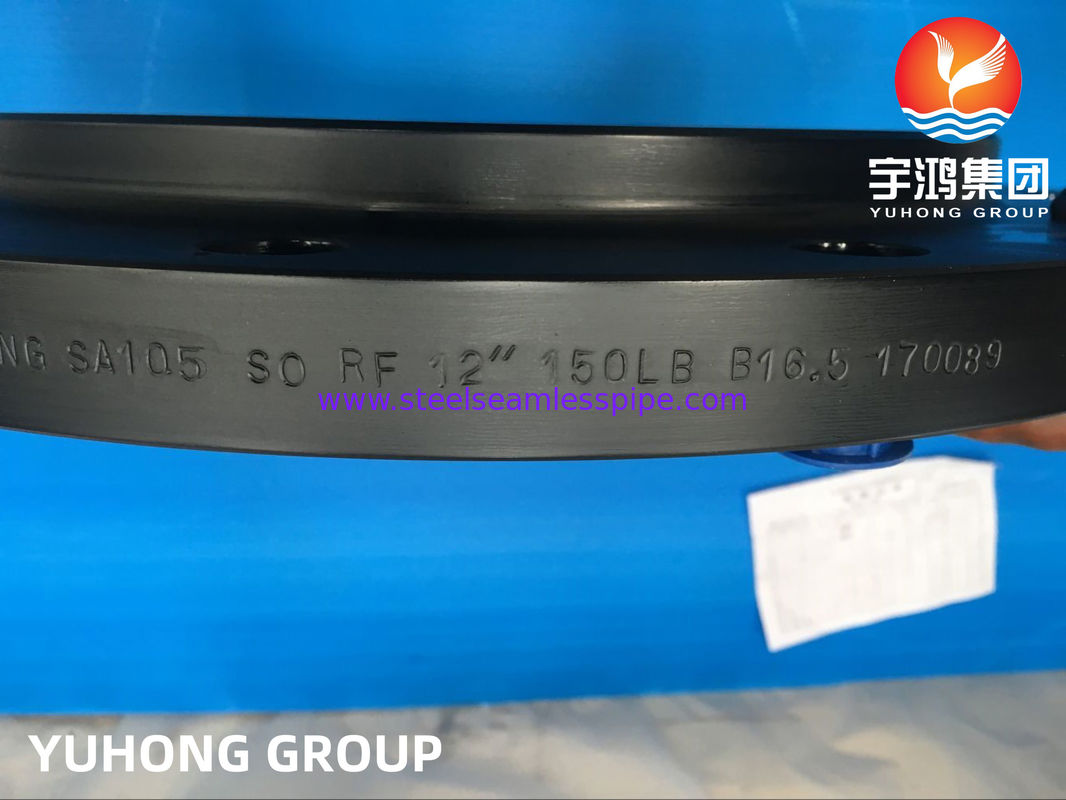 宇鸿集团
YUHONG GROUP
NG SA105 SO RF 12" 150LB B16.5 170089
www.steelseamlesspipe.com
YUHONG GROUP